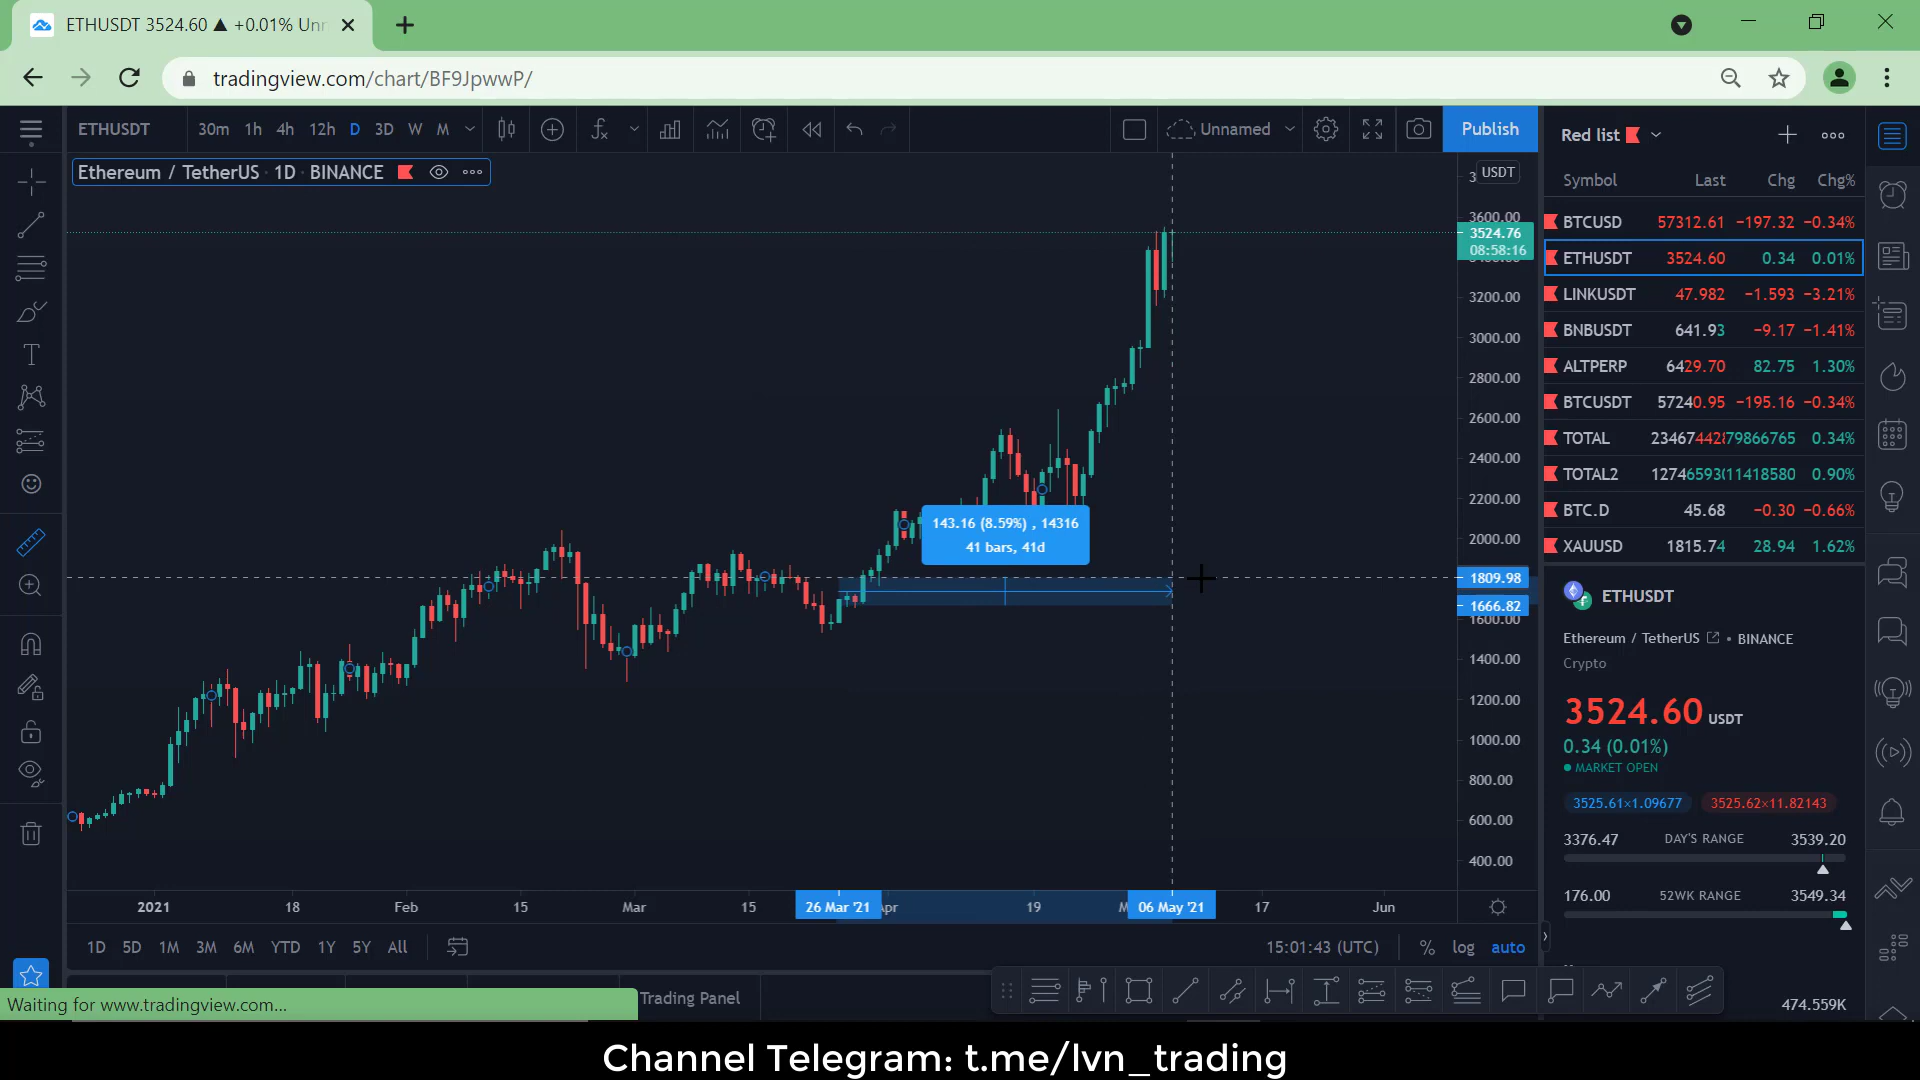 ETHUSDT 3524.60 ▲ +0.01% Unr
tradingview.com/chart/BF9JpwwP/
ETHUSDT 30m 1h 4h 12h D 3D W M Unnamed Publish
Ethereum / TetherUS 1D BINANCE
USDT
3600.00
3524.76
08:58:16
3200.00
3000.00
2800.00
2600.00
2400.00
2200.00
2000.00
1809.98
1666.82
1600.00
1400.00
1200.00
1000.00
800.00
600.00
400.00
143.16 (8.59%) , 14316
41 bars, 41d
2021 18 Feb 15 Mar 15 26 Mar '21 Apr 19 06 May '21 17 Jun
1D 5D 1M 3M 6M YTD 1Y 5Y All
15:01:43 (UTC) % log auto
Trading Panel
Waiting for www.tradingview.com...
Red list
Symbol Last Chg Chg%
BTCUSD 57312.61 −197.32 −0.34%
ETHUSDT 3524.60 0.34 0.01%
LINKUSDT 47.982 −1.593 −3.21%
BNBUSDT 641.93 −9.17 −1.41%
ALTPERP 6429.70 82.75 1.30%
BTCUSDT 57240.95 −195.16 −0.34%
TOTAL 0.34%
TOTAL2 0.90%
BTC.D 45.68 −0.30 −0.66%
XAUUSD 1815.74 28.94 1.62%
ETHUSDT
Ethereum / TetherUS • BINANCE
Crypto
3524.60 USDT
0.34 (0.01%)
MARKET OPEN
3525.61×1.09677 3525.62×11.82143
3376.47 DAY'S RANGE 3539.20
176.00 52WK RANGE 3549.34
474.559K
Channel Telegram: t.me/lvn_trading